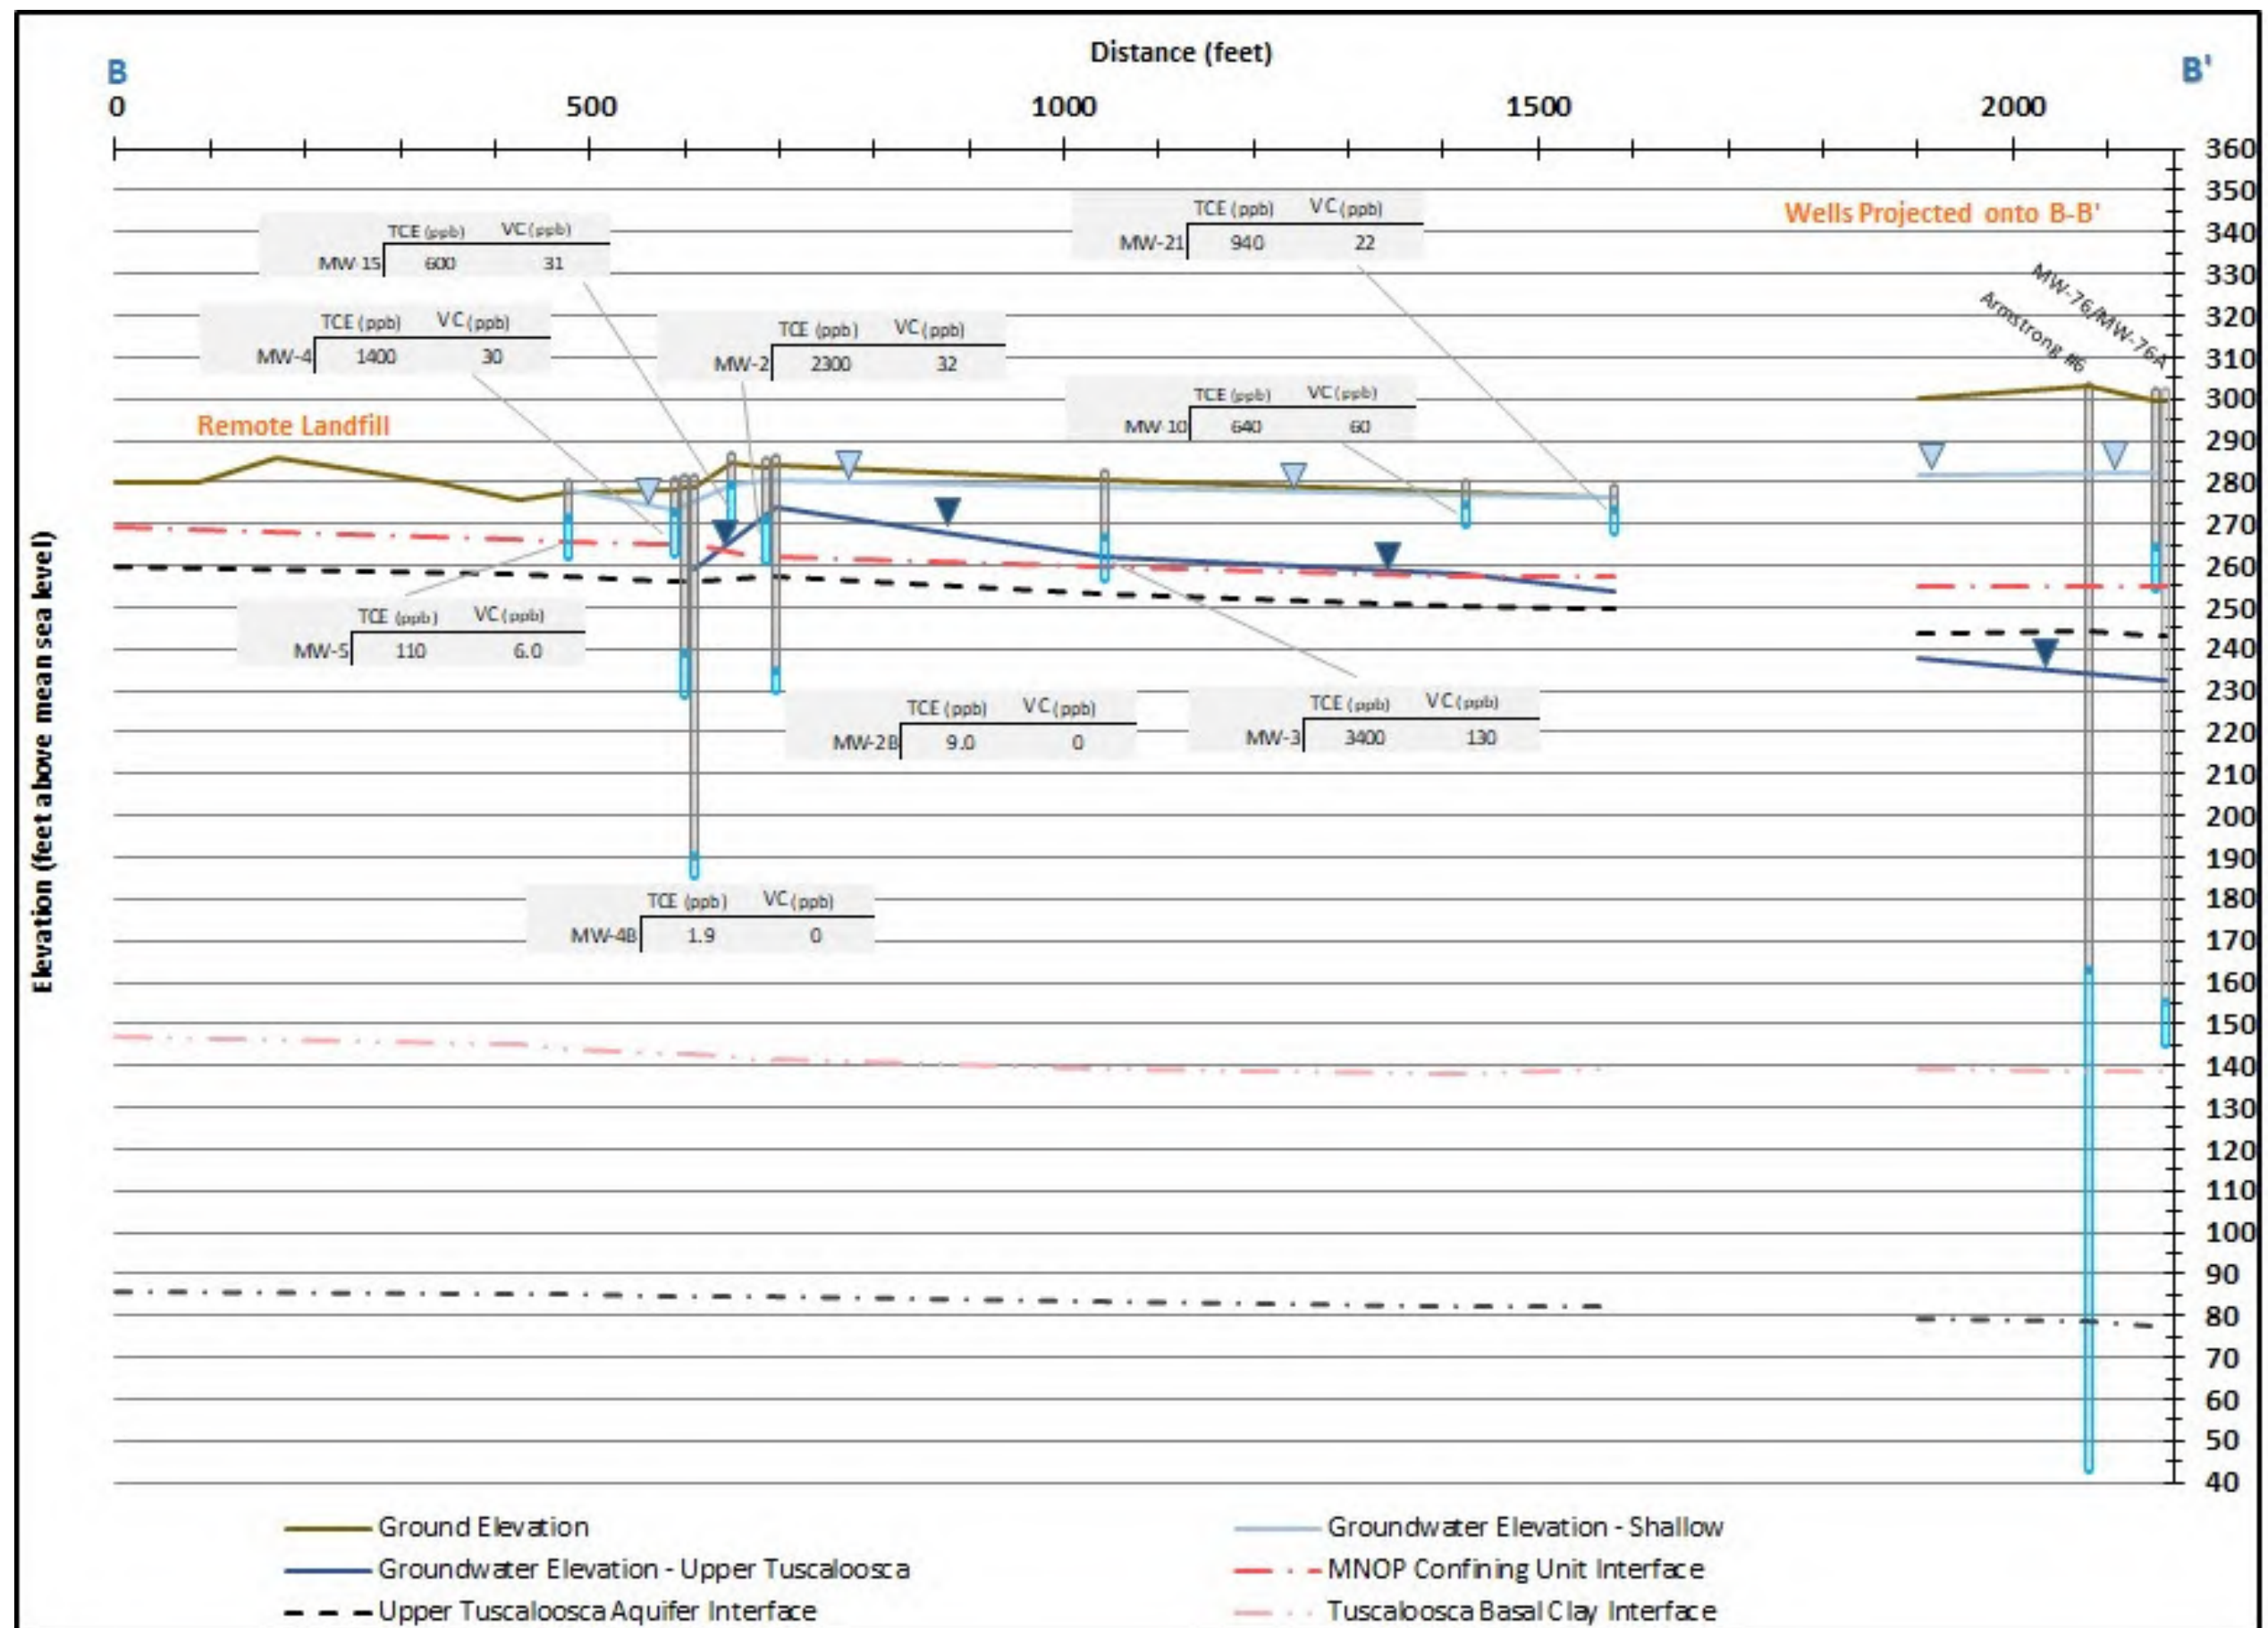 Distance (feet)
B
B'
0 500 1000 1500 2000
360
350
340
330
320
310
300
290
280
270
260
250
240
230
220
210
200
190
180
170
160
150
140
130
120
110
100
90
80
70
60
50
40
Elevation (feet above mean sea level)
Wells Projected onto B-B'
TCE (ppb) VC (ppb)
MW-21 940 22
TCE (ppb) VC (ppb)
MW-15 600 31
TCE (ppb) VC (ppb)
MW-4 1400 30
TCE (ppb) VC (ppb)
MW-2 2300 32
MW-76/MW-76A
Armstrong #6
TCE (ppb) VC (ppb)
MW-10 640 60
Remote Landfill
TCE (ppb) VC (ppb)
MW-5 110 6.0
TCE (ppb) VC (ppb)
MW-2B 9.0 0
TCE (ppb) VC (ppb)
MW-3 3400 130
TCE (ppb) VC (ppb)
MW-4B 1.9 0
Ground Elevation
Groundwater Elevation - Shallow
Groundwater Elevation - Upper Tuscaloosca
MNOP Confining Unit Interface
Upper Tuscaloosca Aquifer Interface
Tuscaloosca Basal Clay Interface